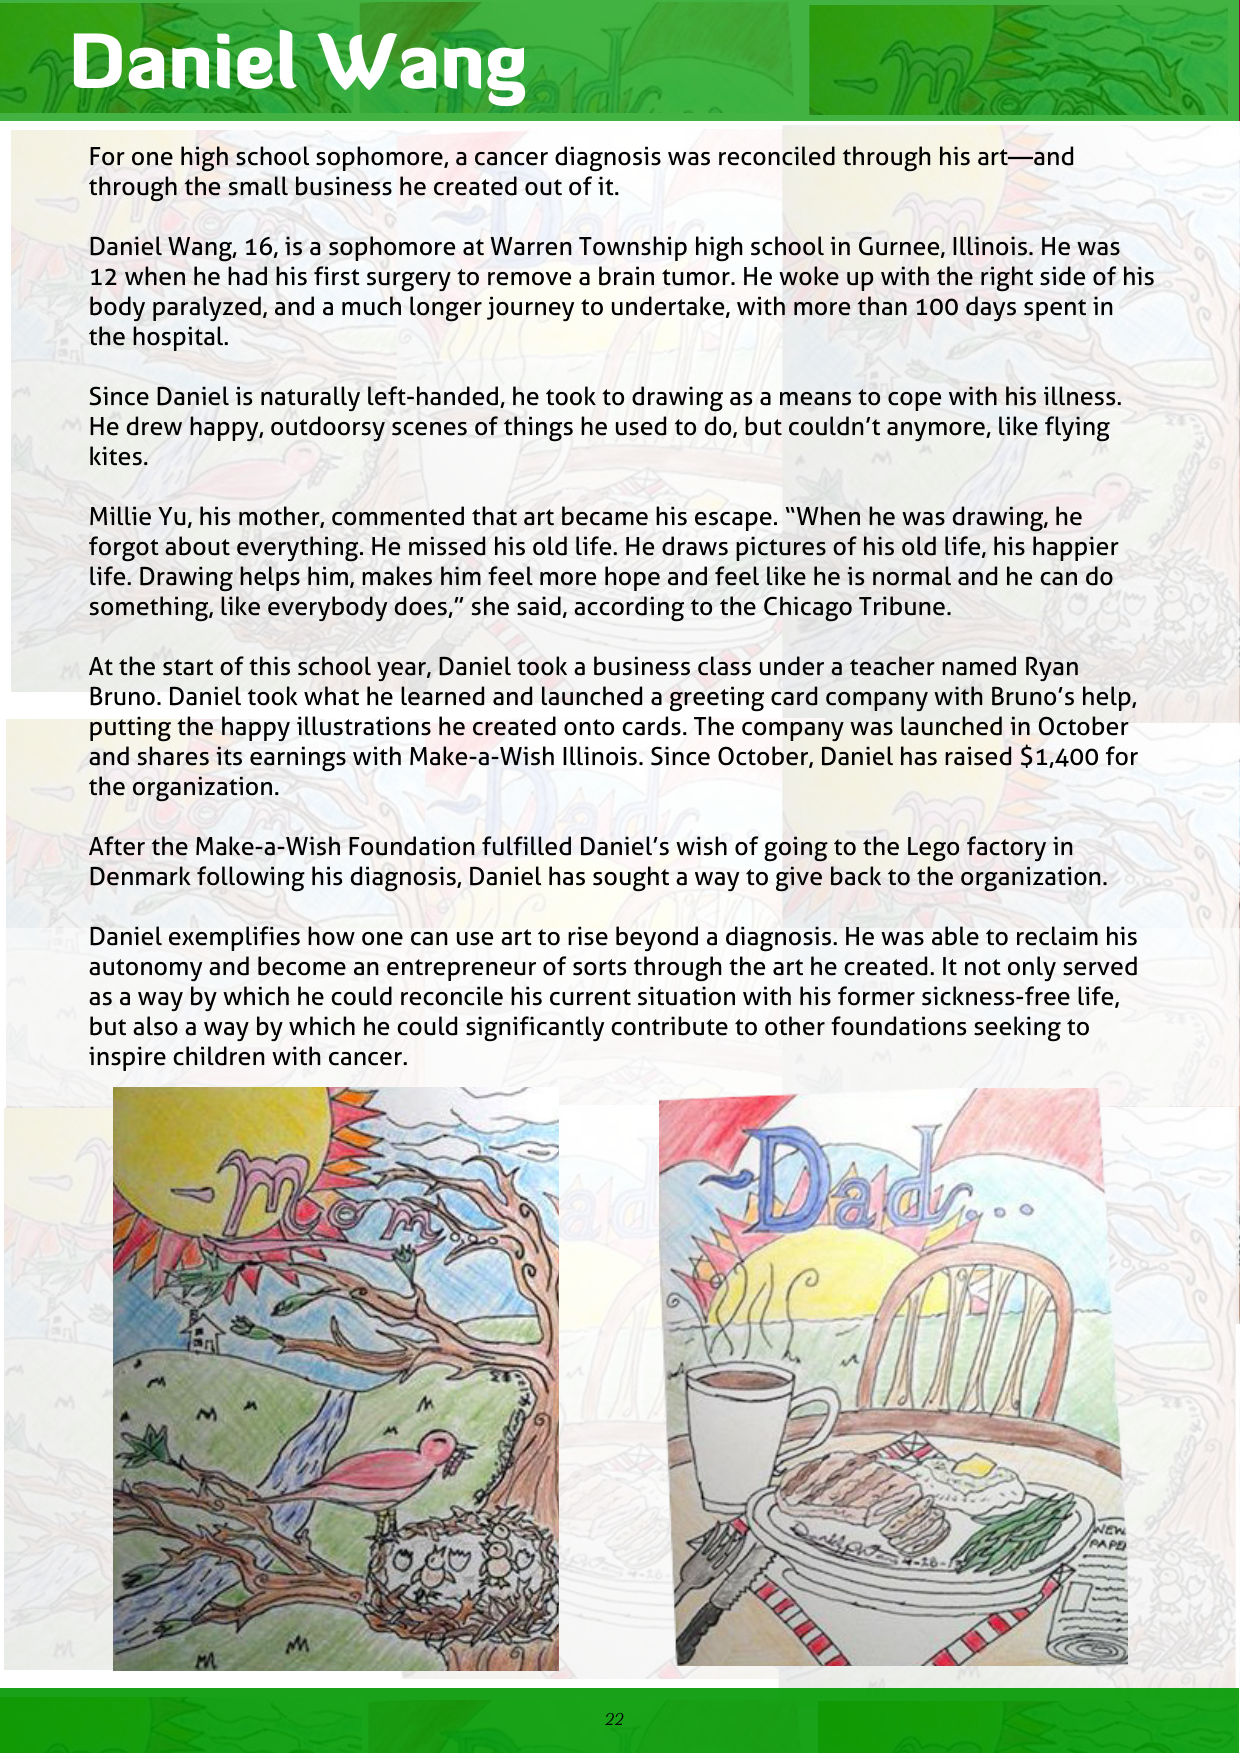 Daniel Wang
For one high school sophomore, a cancer diagnosis was reconciled through his art—and
through the small business he created out of it.
Daniel Wang, 16, is a sophomore at Warren Township high school in Gurnee, Illinois. He was
12 when he had his first surgery to remove a brain tumor. He woke up with the right side of his
body paralyzed, and a much longer journey to undertake, with more than 100 days spent in
the hospital.
Since Daniel is naturally left-handed, he took to drawing as a means to cope with his illness.
He drew happy, outdoorsy scenes of things he used to do, but couldn’t anymore, like flying
kites.
Millie Yu, his mother, commented that art became his escape. “When he was drawing, he
forgot about everything. He missed his old life. He draws pictures of his old life, his happier
life. Drawing helps him, makes him feel more hope and feel like he is normal and he can do
something, like everybody does,” she said, according to the Chicago Tribune.
At the start of this school year, Daniel took a business class under a teacher named Ryan
Bruno. Daniel took what he learned and launched a greeting card company with Bruno’s help,
putting the happy illustrations he created onto cards. The company was launched in October
and shares its earnings with Make-a-Wish Illinois. Since October, Daniel has raised $1,400 for
the organization.
After the Make-a-Wish Foundation fulfilled Daniel’s wish of going to the Lego factory in
Denmark following his diagnosis, Daniel has sought a way to give back to the organization.
Daniel exemplifies how one can use art to rise beyond a diagnosis. He was able to reclaim his
autonomy and become an entrepreneur of sorts through the art he created. It not only served
as a way by which he could reconcile his current situation with his former sickness-free life,
but also a way by which he could significantly contribute to other foundations seeking to
inspire children with cancer.
~Mom...
~Dad...
NEWS
PAPER
22